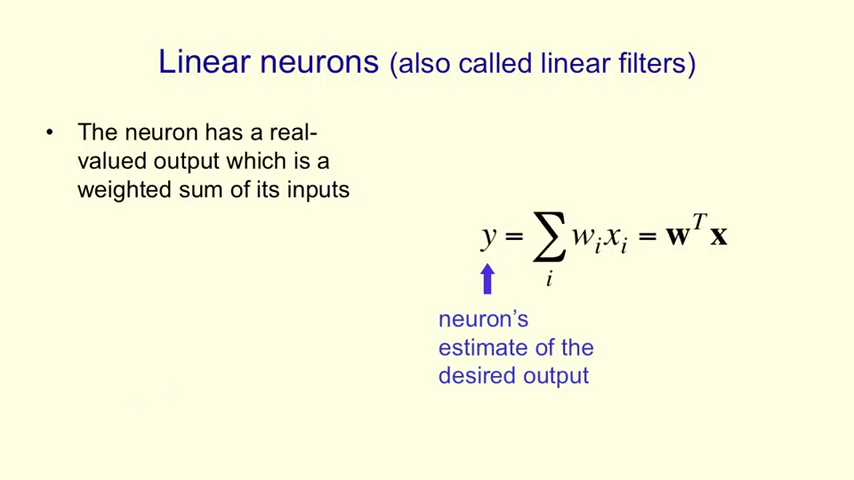 Linear neurons (also called linear filters)
• The neuron has a real-
valued output which is a
weighted sum of its inputs
y = ∑ᵢ wᵢxᵢ = wᵀx
neuron's
estimate of the
desired output